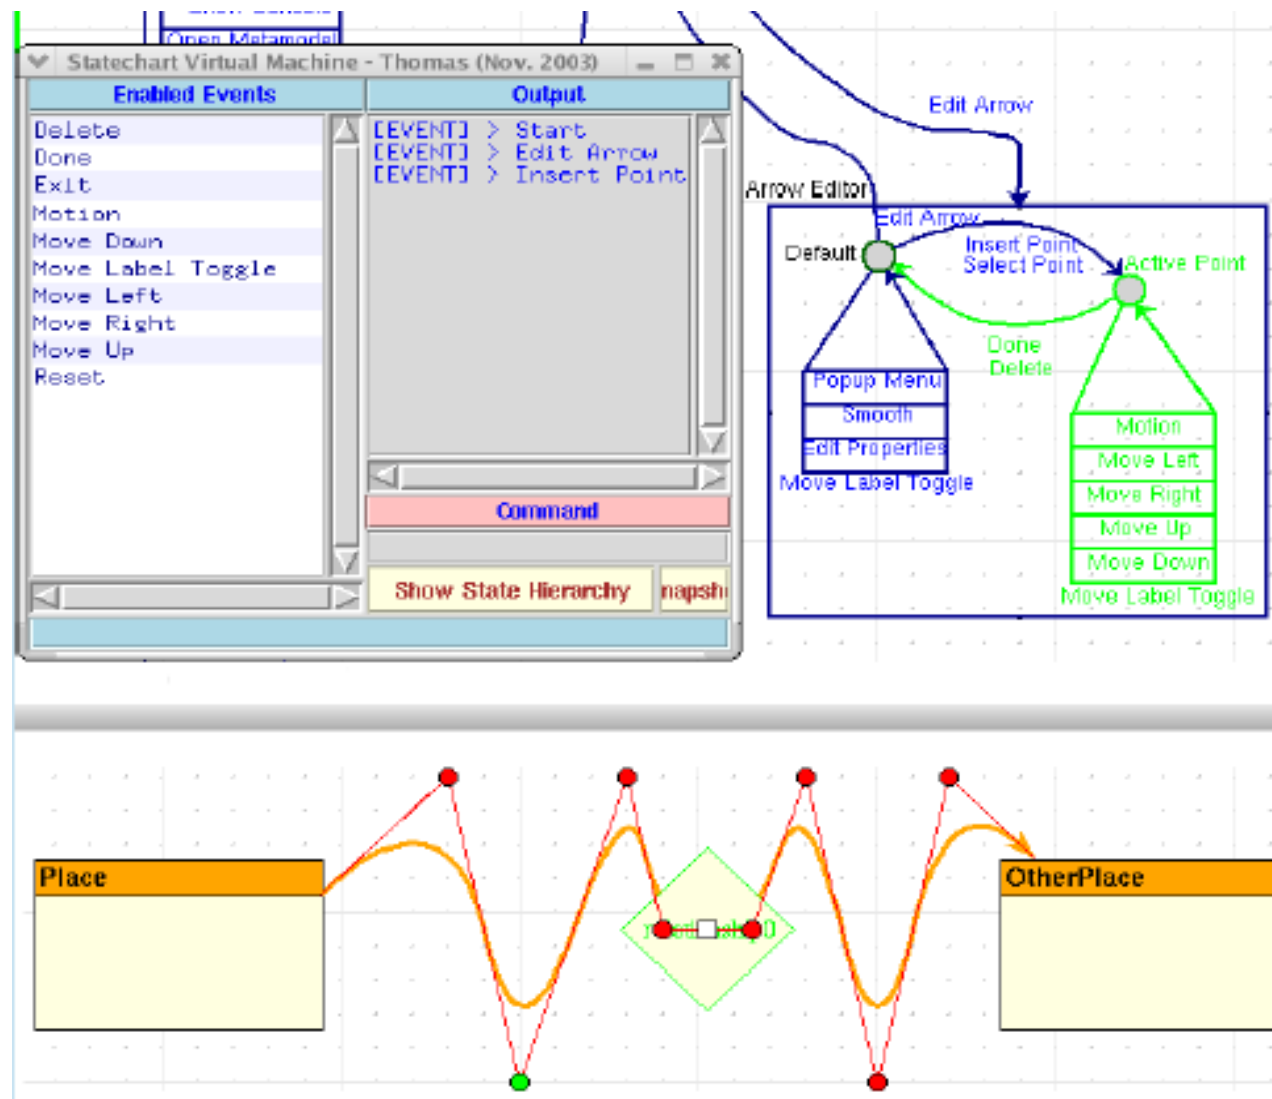 Open Metamodel
Statechart Virtual Machine - Thomas (Nov. 2003)
Enabled Events
Output
Delete
Done
Exit
Motion
Move Down
Move Label Toggle
Move Left
Move Right
Move Up
Reset
[EVENT] > Start
[EVENT] > Edit Arrow
[EVENT] > Insert Point
Command
Show State Hierarchy
napsh
Edit Arrow
Arrow Editor
Edit Arrow
Default
Insert Point
Select Point
Active Point
Done
Delete
Popup Menu
Smooth
Edit Properties
Move Label Toggle
Motion
Move Left
Move Right
Move Up
Move Down
Move Label Toggle
Place
OtherPlace